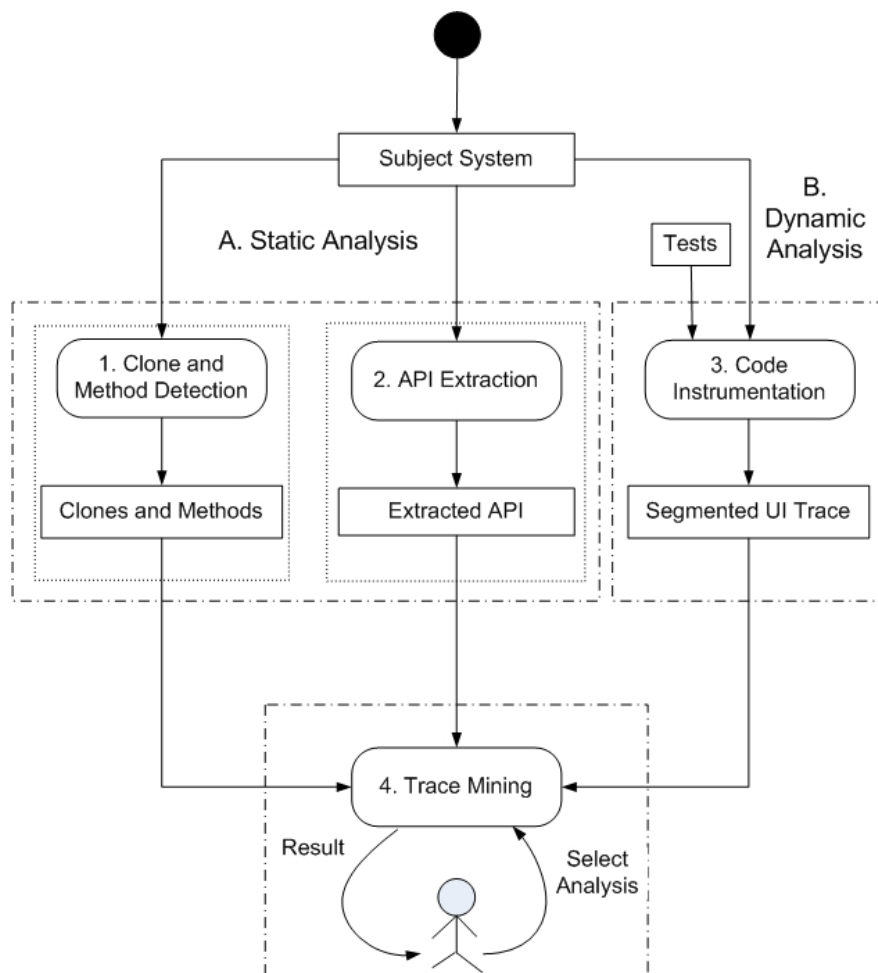 Subject System
A. Static Analysis
B.
Dynamic
Analysis
Tests
1. Clone and
Method Detection
2. API Extraction
3. Code
Instrumentation
Clones and Methods
Extracted API
Segmented UI Trace
4. Trace Mining
Result
Select
Analysis